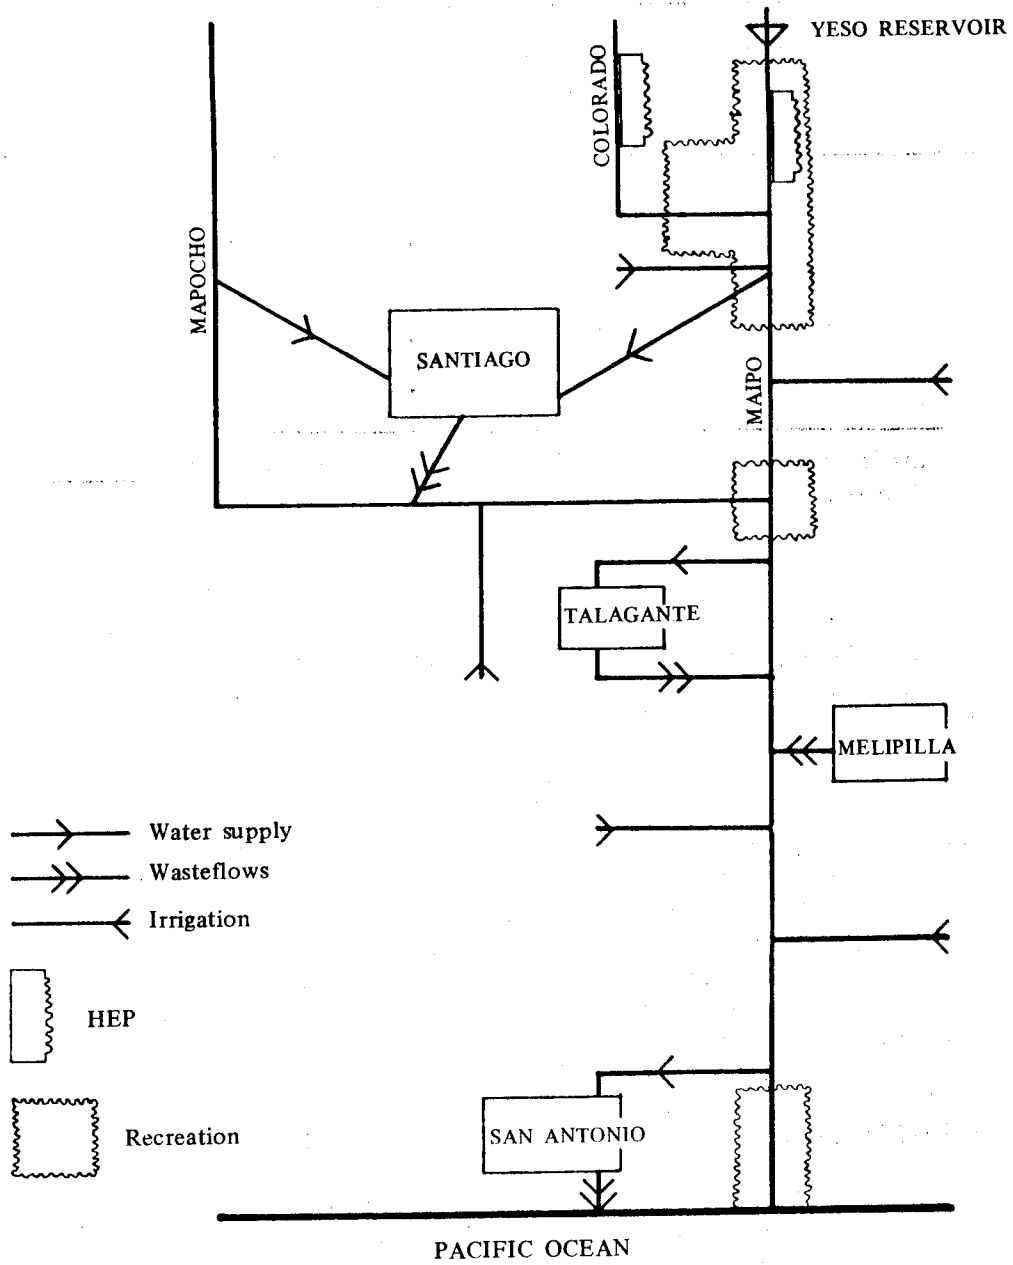 YESO RESERVOIR
COLORADO
MAPOCHO
SANTIAGO
MAIPO
TALAGANTE
MELIPILLA
Water supply
Wasteflows
Irrigation
HEP
Recreation
SAN ANTONIO
PACIFIC OCEAN